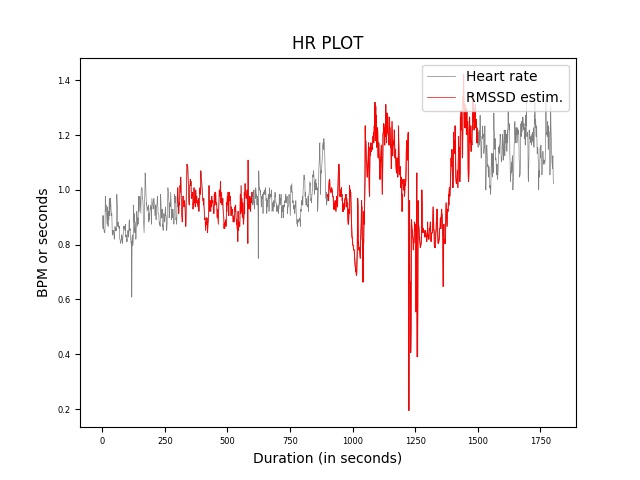 HR PLOT
Heart rate
RMSSD estim.
1.4
1.2
1.0
0.8
0.6
0.4
0.2
BPM or seconds
0 250 500 750 1000 1250 1500 1750
Duration (in seconds)